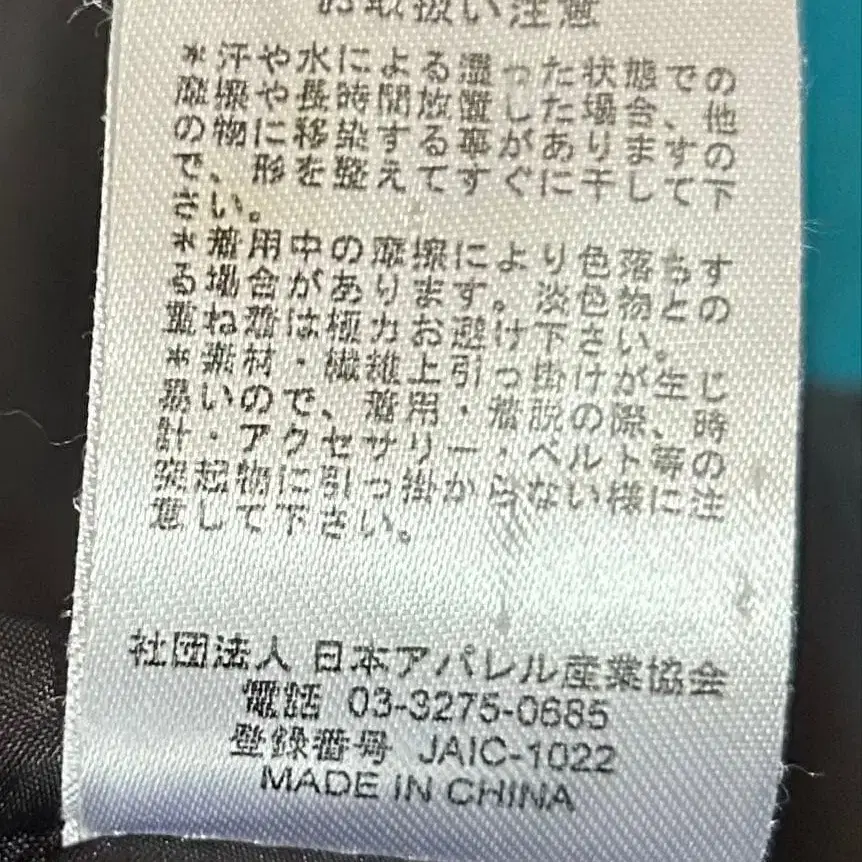 お取扱い注意
*汗や水による湿った状態での
摩擦や長時間放置した場合、他
の物に移染する事がありますの
で、形を整えてすぐに干して下
さい。
*着用中の摩擦により色落ちす
る場合があります。淡色物との
重ね着は極力お避け下さい。
*素材・繊維上引っ掛けが生じ
易いので、着用・着脱の際、時
計・アクセサリー・ベルト等の
突起物に引っ掛からない様に注
意して下さい。
社団法人 日本アパレル産業協会
電話 03-3275-0685
登録番号 JAIC-1022
MADE IN CHINA